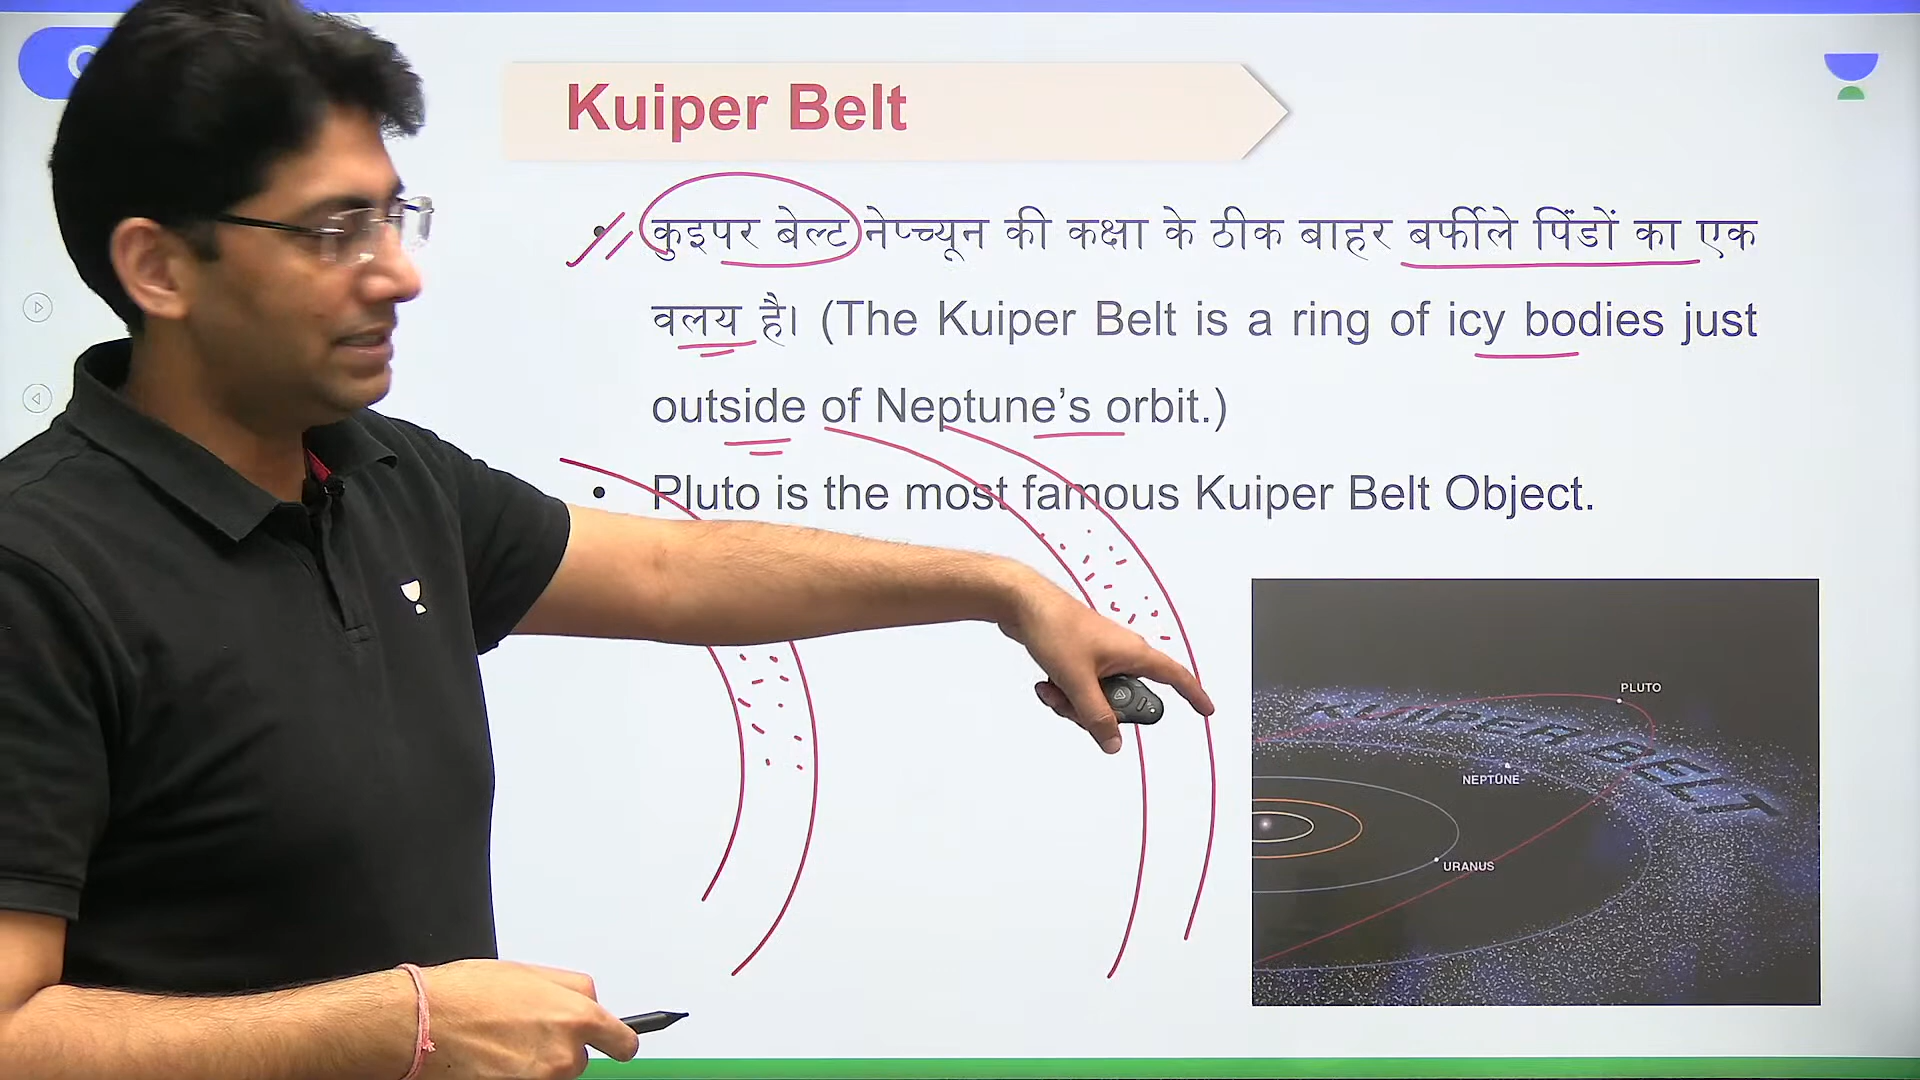 Kuiper Belt
• कुइपर बेल्ट नेप्च्यून की कक्षा के ठीक बाहर बर्फीले पिंडों का एक
वलय है। (The Kuiper Belt is a ring of icy bodies just
outside of Neptune’s orbit.)
• Pluto is the most famous Kuiper Belt Object.
PLUTO
KUIPER BELT
NEPTUNE
URANUS